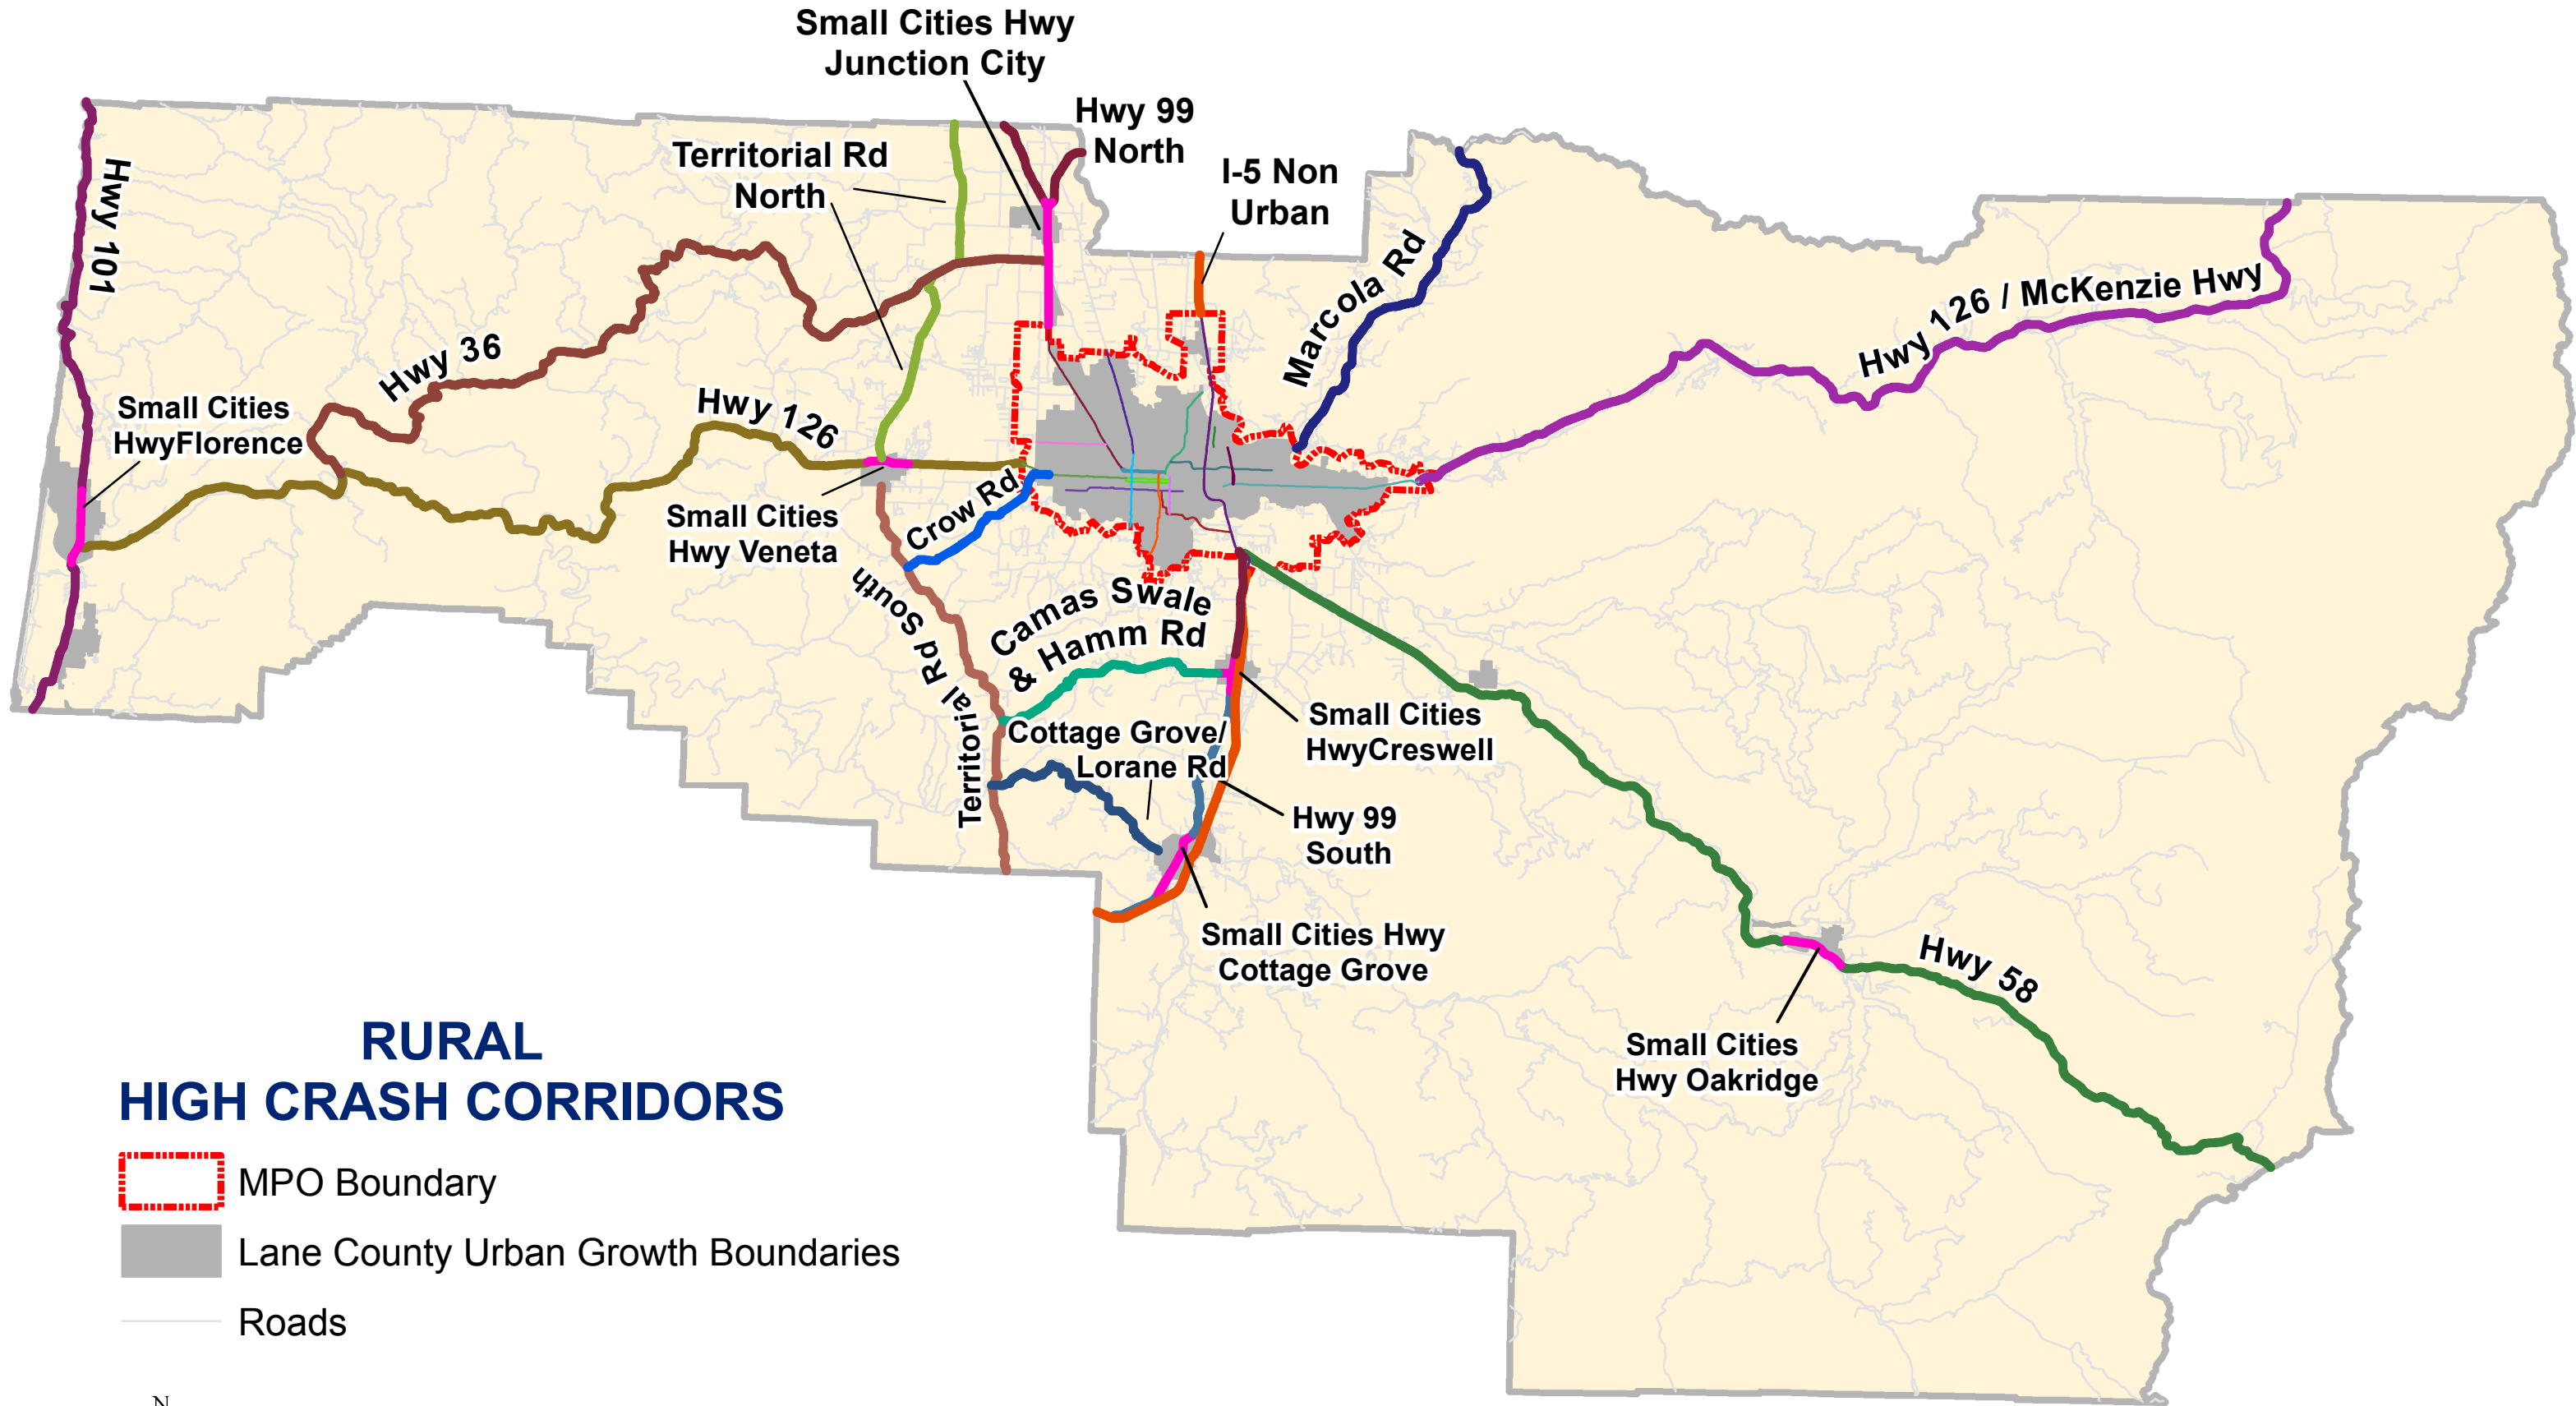 Small Cities Hwy
Junction City
Hwy 99
North
Territorial Rd
North
I-5 Non
Urban
Hwy 101
Marcola Rd
Hwy 126 / McKenzie Hwy
Hwy 36
Small Cities
HwyFlorence
Hwy 126
Small Cities
Hwy Veneta
Crow Rd
Territorial Rd South
Camas Swale
& Hamm Rd
Cottage Grove/
Lorane Rd
Small Cities
HwyCreswell
Hwy 99
South
Small Cities Hwy
Cottage Grove
Hwy 58
Small Cities
Hwy Oakridge
RURAL
HIGH CRASH CORRIDORS
MPO Boundary
Lane County Urban Growth Boundaries
Roads
N